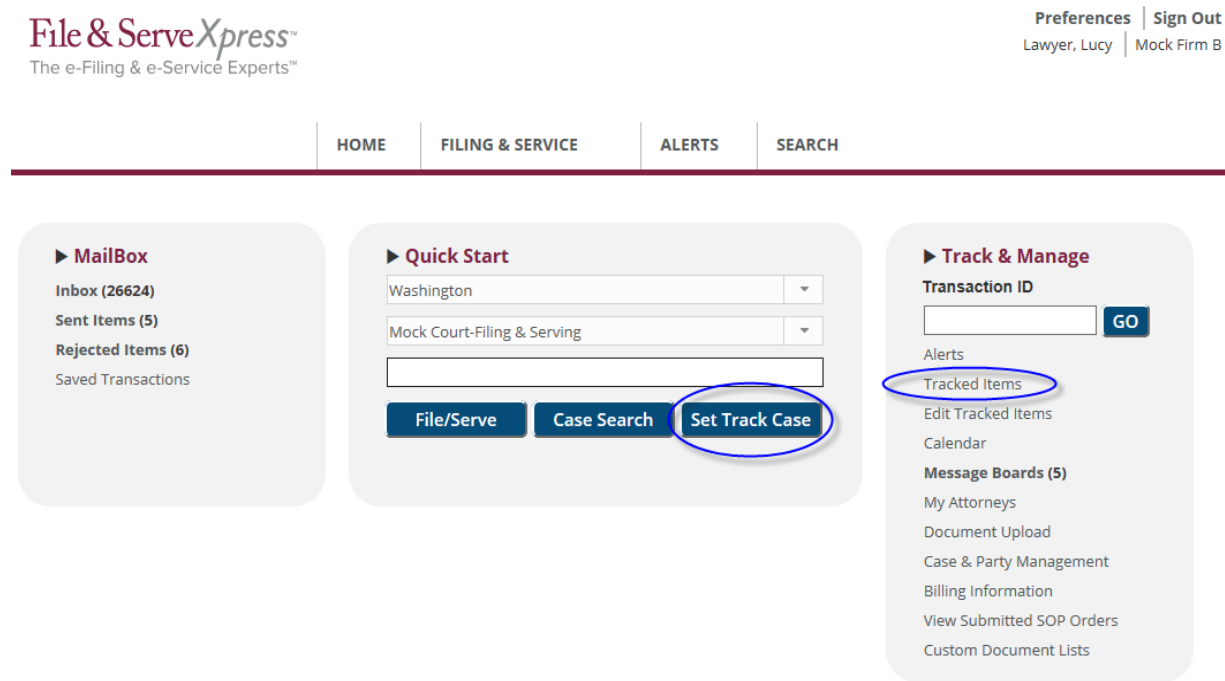 File & ServeXpress™
The e-Filing & e-Service Experts™
Preferences | Sign Out
Lawyer, Lucy | Mock Firm B
HOME
FILING & SERVICE
ALERTS
SEARCH
MailBox
Inbox (26624)
Sent Items (5)
Rejected Items (6)
Saved Transactions
Quick Start
Washington
Mock Court-Filing & Serving
File/Serve
Case Search
Set Track Case
Track & Manage
Transaction ID
GO
Alerts
Tracked Items
Edit Tracked Items
Calendar
Message Boards (5)
My Attorneys
Document Upload
Case & Party Management
Billing Information
View Submitted SOP Orders
Custom Document Lists